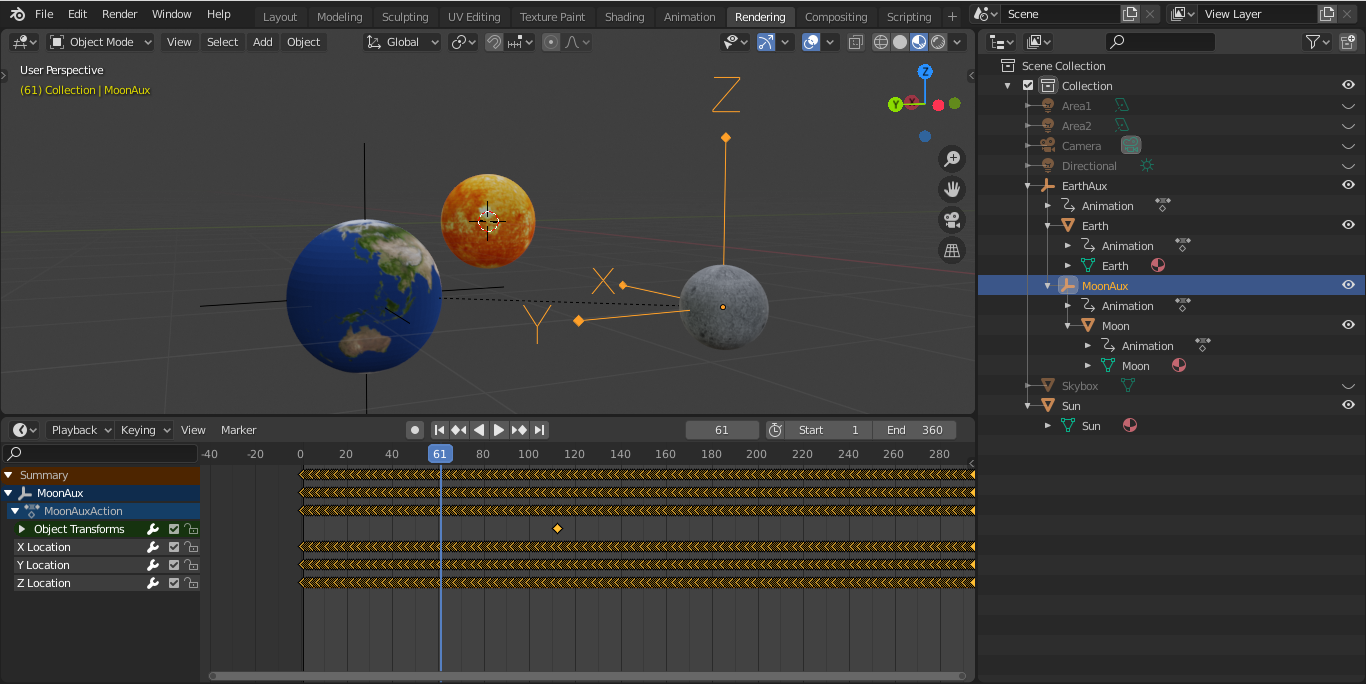 File Edit Render Window Help Layout Modeling Sculpting UV Editing Texture Paint Shading Animation Rendering Compositing Scripting + Scene View Layer
Object Mode View Select Add Object Global
User Perspective
(61) Collection | MoonAux
Z
X
Y
Z
Y
Scene Collection
Collection
Area1
Area2
Camera
Directional
EarthAux
Animation
Earth
Animation
Earth
MoonAux
Animation
Moon
Animation
Moon
Skybox
Sun
Sun
Playback Keying View Marker 61 Start 1 End 360
-40 -20 0 20 40 61 80 100 120 140 160 180 200 220 240 260 280
Summary
MoonAux
MoonAuxAction
Object Transforms
X Location
Y Location
Z Location